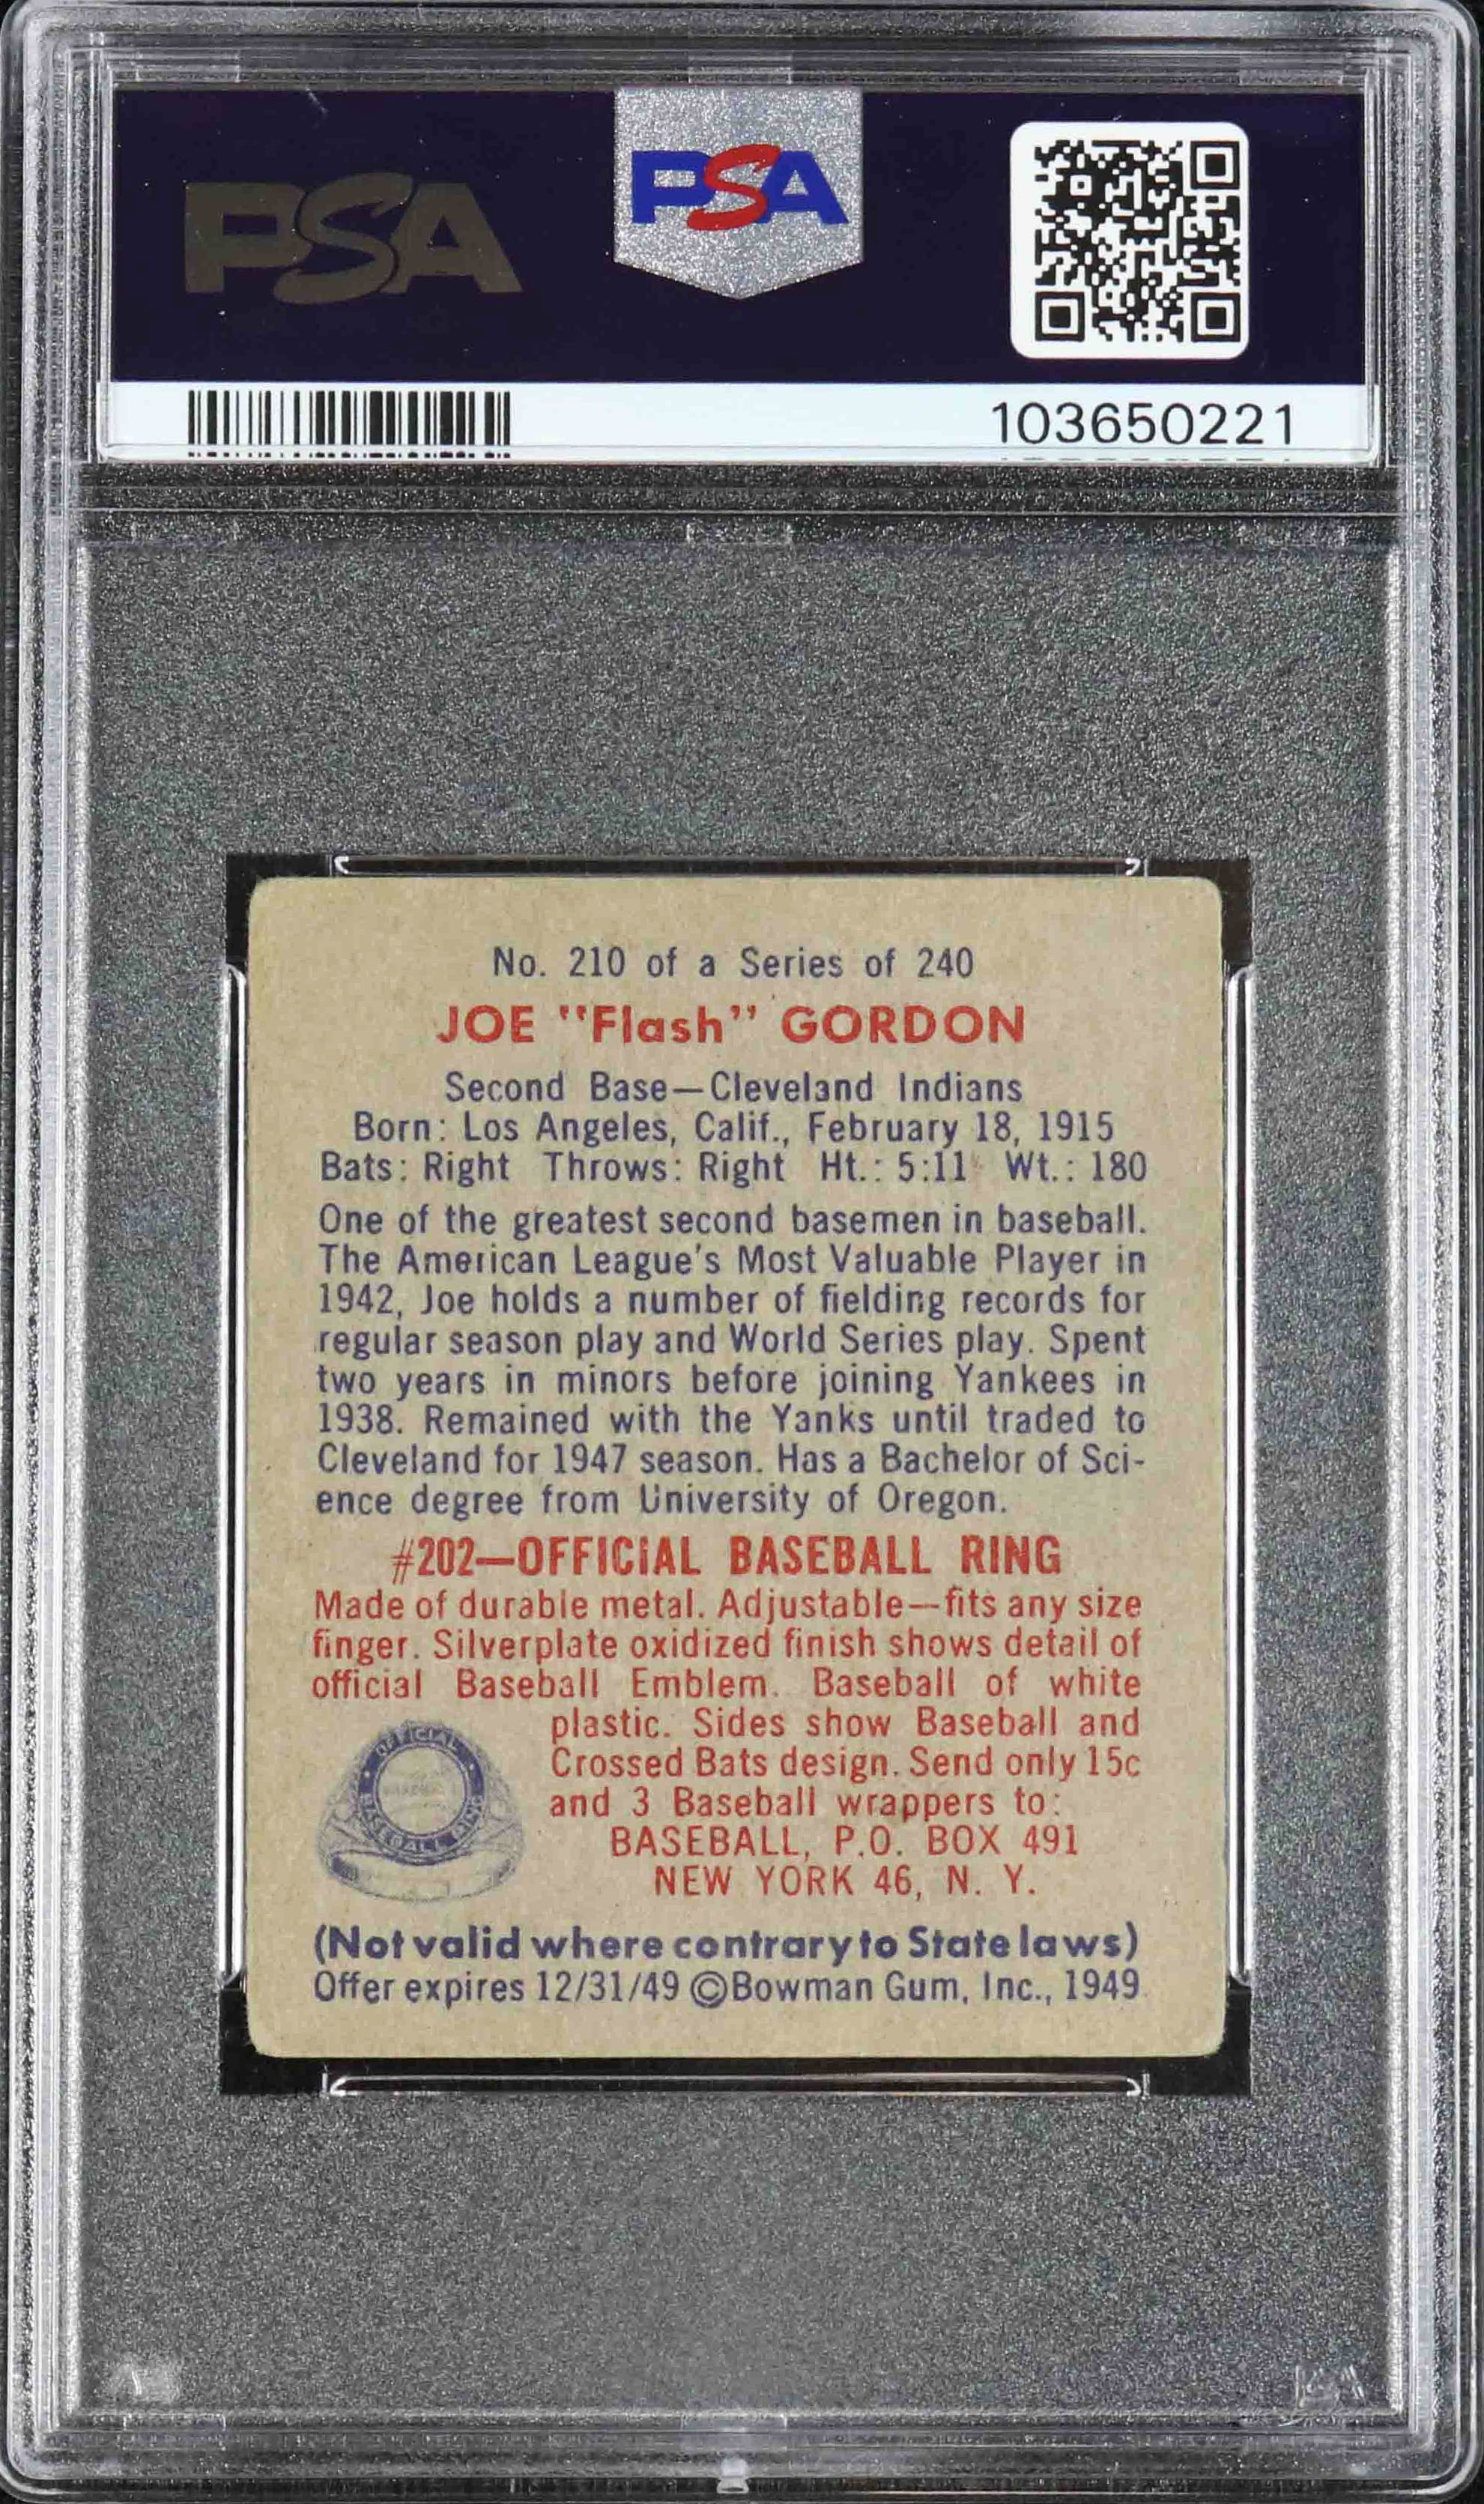 PSA
PSA
103650221
No. 210 of a Series of 240
JOE "Flash" GORDON
Second Base—Cleveland Indians
Born: Los Angeles, Calif., February 18, 1915
Bats: Right Throws: Right Ht.: 5:11 Wt.: 180
One of the greatest second basemen in baseball.
The American League's Most Valuable Player in
1942, Joe holds a number of fielding records for
regular season play and World Series play. Spent
two years in minors before joining Yankees in
1938. Remained with the Yanks until traded to
Cleveland for 1947 season. Has a Bachelor of Sci-
ence degree from University of Oregon.
#202—OFFICIAL BASEBALL RING
Made of durable metal. Adjustable—fits any size
finger. Silverplate oxidized finish shows detail of
official Baseball Emblem. Baseball of white
plastic. Sides show Baseball and
Crossed Bats design. Send only 15c
and 3 Baseball wrappers to:
BASEBALL, P.O. BOX 491
NEW YORK 46, N. Y.
OFFICIAL
BASEBALL RING
(Not valid where contrary to State laws)
Offer expires 12/31/49 ©Bowman Gum, Inc., 1949